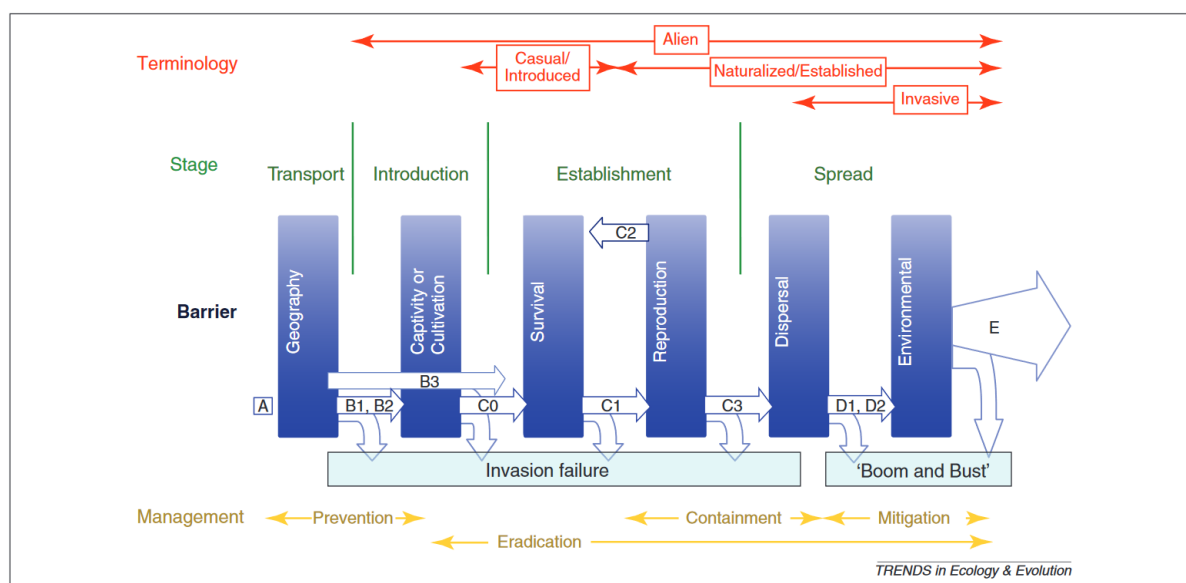 Terminology
Alien
Casual/
Introduced
Naturalized/Established
Invasive
Stage
Transport
Introduction
Establishment
Spread
Barrier
Geography
Captivity or
Cultivation
Survival
Reproduction
Dispersal
Environmental
C2
E
B3
A
B1, B2
C0
C1
C3
D1, D2
Invasion failure
‘Boom and Bust’
Management
Prevention
Containment
Mitigation
Eradication
TRENDS in Ecology & Evolution